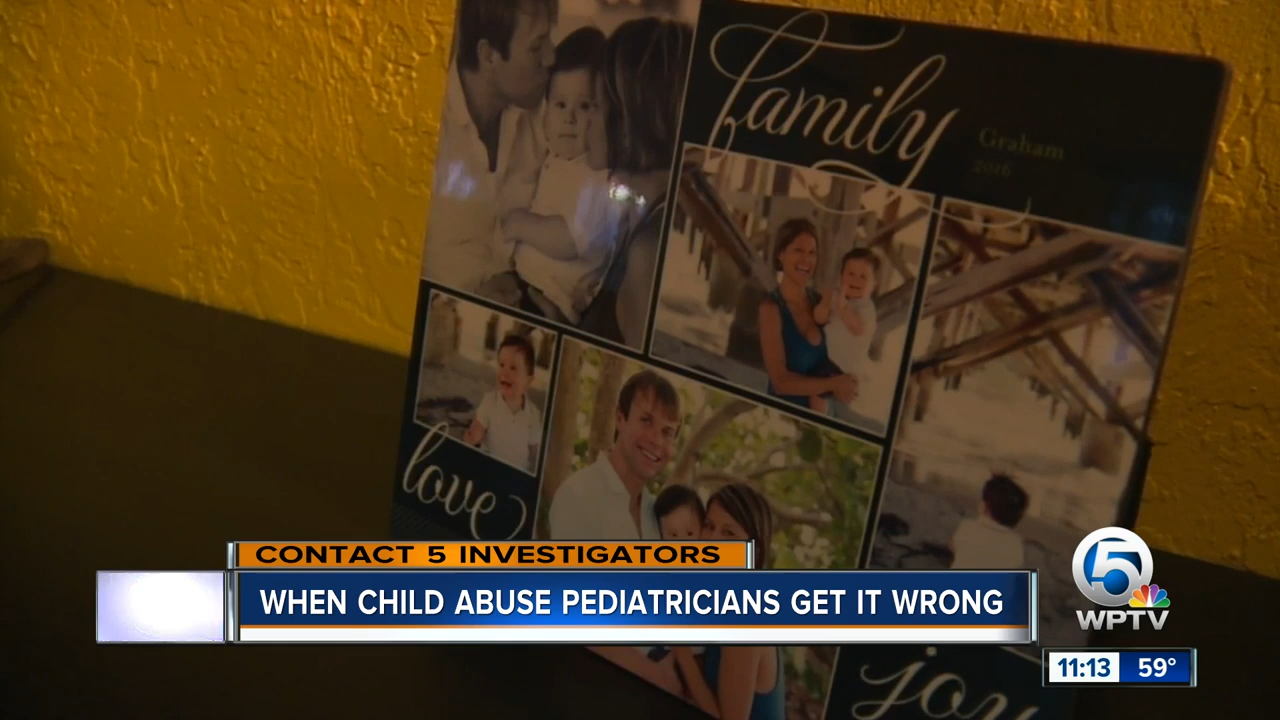 family
Graham
2016
love
CONTACT 5 INVESTIGATORS
WHEN CHILD ABUSE PEDIATRICIANS GET IT WRONG
5
WPTV
11:13 59°
joy